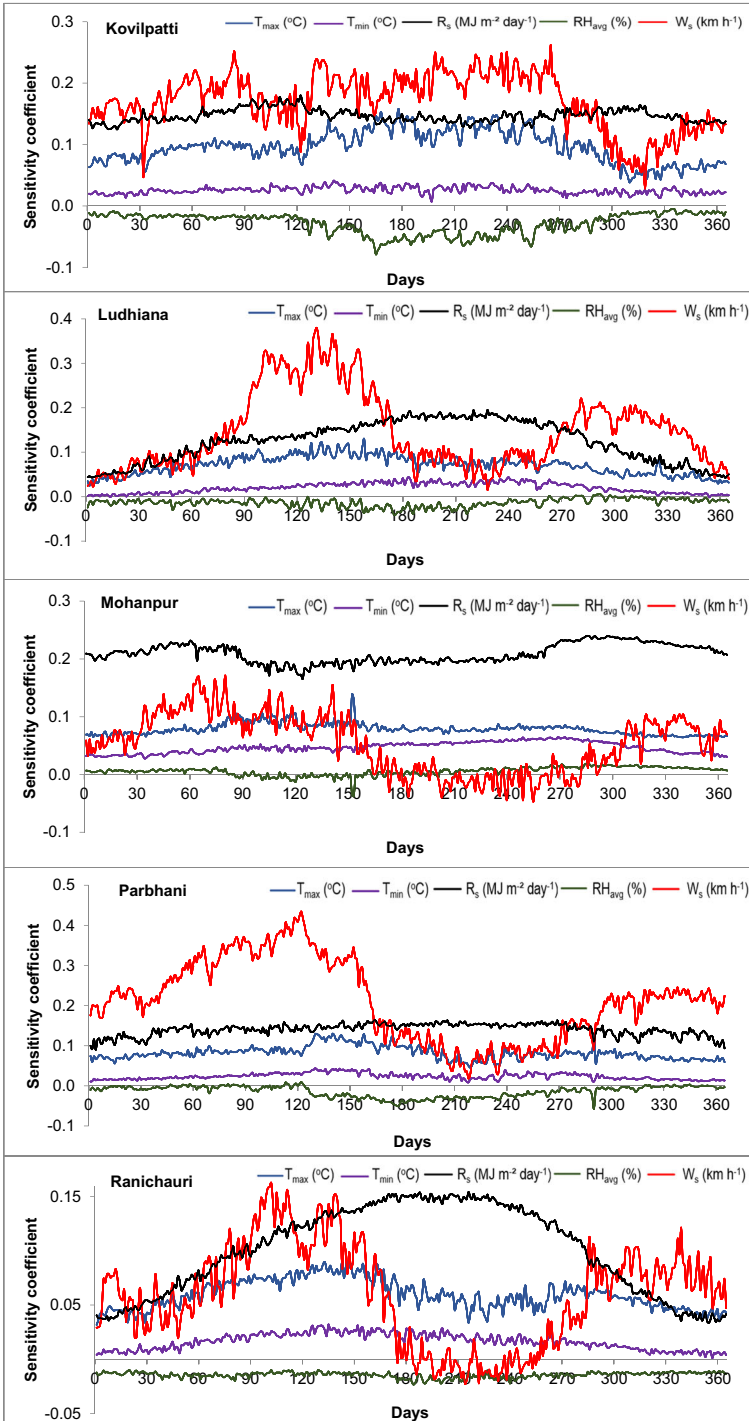 Kovilpatti
Tmax (°C) Tmin (°C) Rs (MJ m⁻² day⁻¹) RHavg (%) Ws (km h⁻¹)
Sensitivity coefficient
0.3
0.2
0.1
0.0
-0.1
0 30 60 90 120 150 180 210 240 270 300 330 360
Days
Ludhiana
Tmax (°C) Tmin (°C) Rs (MJ m⁻² day⁻¹) RHavg (%) Ws (km h⁻¹)
Sensitivity coefficient
0.4
0.3
0.2
0.1
0.0
-0.1
0 30 60 90 120 150 180 210 240 270 300 330 360
Days
Mohanpur
Tmax (°C) Tmin (°C) Rs (MJ m⁻² day⁻¹) RHavg (%) Ws (km h⁻¹)
Sensitivity coefficient
0.3
0.2
0.1
0.0
-0.1
0 30 60 90 120 150 180 210 240 270 300 330 360
Days
Parbhani
Tmax (°C) Tmin (°C) Rs (MJ m⁻² day⁻¹) RHavg (%) Ws (km h⁻¹)
Sensitivity coefficient
0.5
0.4
0.3
0.2
0.1
0.0
-0.1
0 30 60 90 120 150 180 210 240 270 300 330 360
Days
Ranichauri
Tmax (°C) Tmin (°C) Rs (MJ m⁻² day⁻¹) RHavg (%) Ws (km h⁻¹)
Sensitivity coefficient
0.15
0.05
-0.05
0 30 60 90 120 150 180 210 240 270 300 330 360
Days